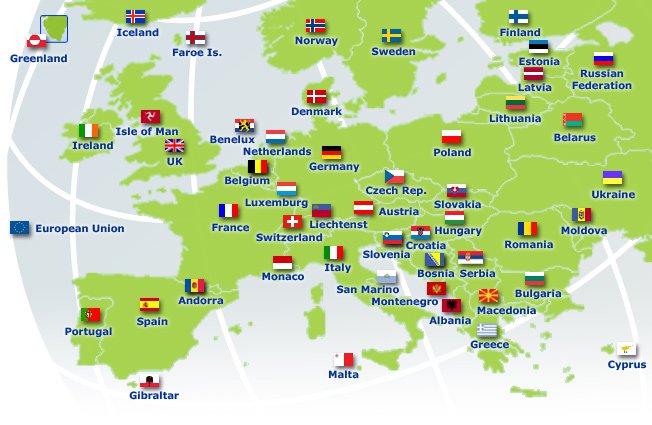 Iceland
Norway
Finland
Faroe Is.
Sweden
Greenland
Estonia
Russian
Federation
Latvia
Denmark
Lithuania
Isle of Man
Benelux
Belarus
Ireland
UK
Netherlands
Germany
Poland
Belgium
Czech Rep.
Ukraine
Luxemburg
Slovakia
Austria
European Union
France
Liechtenst
Switzerland
Hungary
Croatia
Romania
Moldova
Slovenia
Monaco
Italy
Bosnia
Serbia
San Marino
Andorra
Montenegro
Bulgaria
Macedonia
Portugal
Spain
Albania
Greece
Malta
Cyprus
Gibraltar